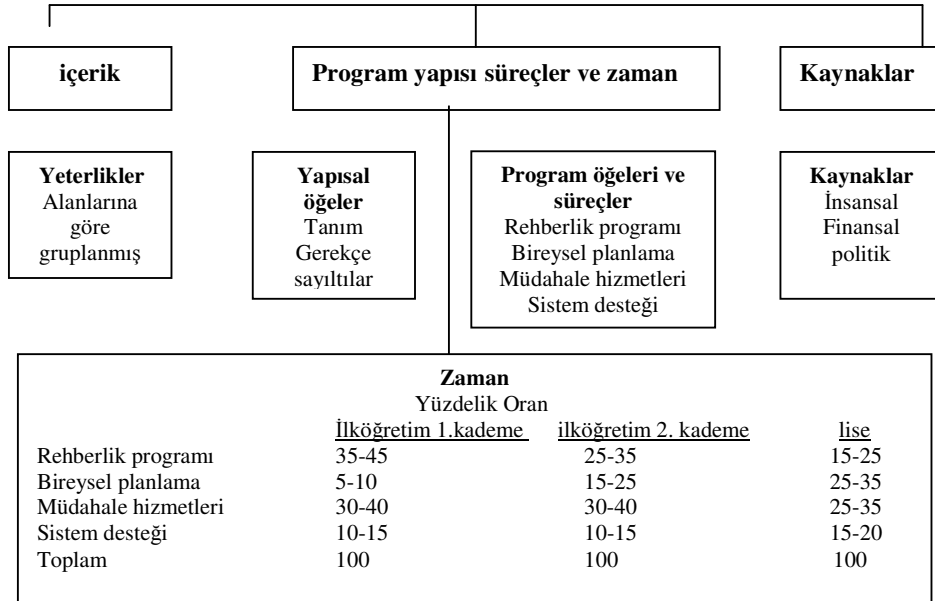 içerik
Program yapısı süreçler ve zaman
Kaynaklar
Yeterlikler
Alanlarına
göre
gruplanmış
Yapısal
öğeler
Tanım
Gerekçe
sayıltılar
Program öğeleri ve
süreçler
Rehberlik programı
Bireysel planlama
Müdahale hizmetleri
Sistem desteği
Kaynaklar
İnsansal
Finansal
politik
Zaman
Yüzdelik Oran
İlköğretim 1.kademe ilköğretim 2. kademe lise
Rehberlik programı 35-45 25-35 15-25
Bireysel planlama 5-10 15-25 25-35
Müdahale hizmetleri 30-40 30-40 25-35
Sistem desteği 10-15 10-15 15-20
Toplam 100 100 100